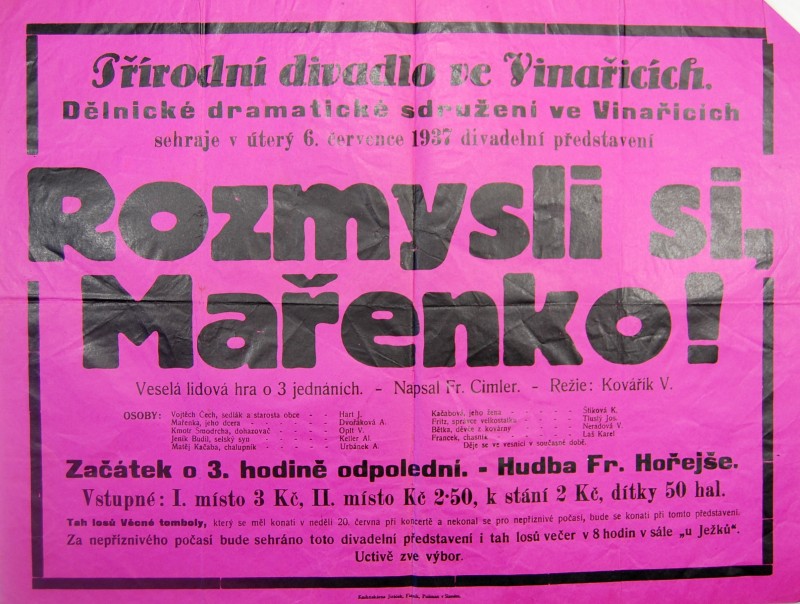 Přírodní divadlo ve Vinařicích.
Dělnické dramatické sdružení ve Vinařicích
sehraje v úterý 6. července 1937 divadelní představení
Rozmysli si,
Mařenko!
Veselá lidová hra o 3 jednáních. - Napsal Fr. Cimler. - Režie: Kovářík V.
OSOBY: Vojtěch Čech, sedlák a starosta obce - - Hart J.
Mařenka, jeho dcera - - Dvořáková A.
Kmotr Smodrcha, dohazovač - - Opit V.
Jeník Budil, selský syn - - Keller Al.
Matěj Kačaba, chalupník - - Urbánek A.
Kačabová, jeho žena - - Štiková K.
Fritz, správce velkostatku - - Tlustý Jos.
Bětka, děvče z kovárny - - Neradová V.
Francek, chasník - - Laš Karel
Děje se ve vesnici v současné době.
Začátek o 3. hodině odpolední. - Hudba Fr. Hořejše.
Vstupné: I. místo 3 Kč, II. místo Kč 2·50, k stání 2 Kč, dítky 50 hal.
Tah losů Věcné tomboly, který se měl konati v neděli 20. června při koncertě a nekonal se pro nepříznivé počasí, bude se konati při tomto představení.
Za nepříznivého počasí bude sehráno toto divadelní představení i tah losů večer v 8 hodin v sále „u Ježků".
Uctivě zve výbor.